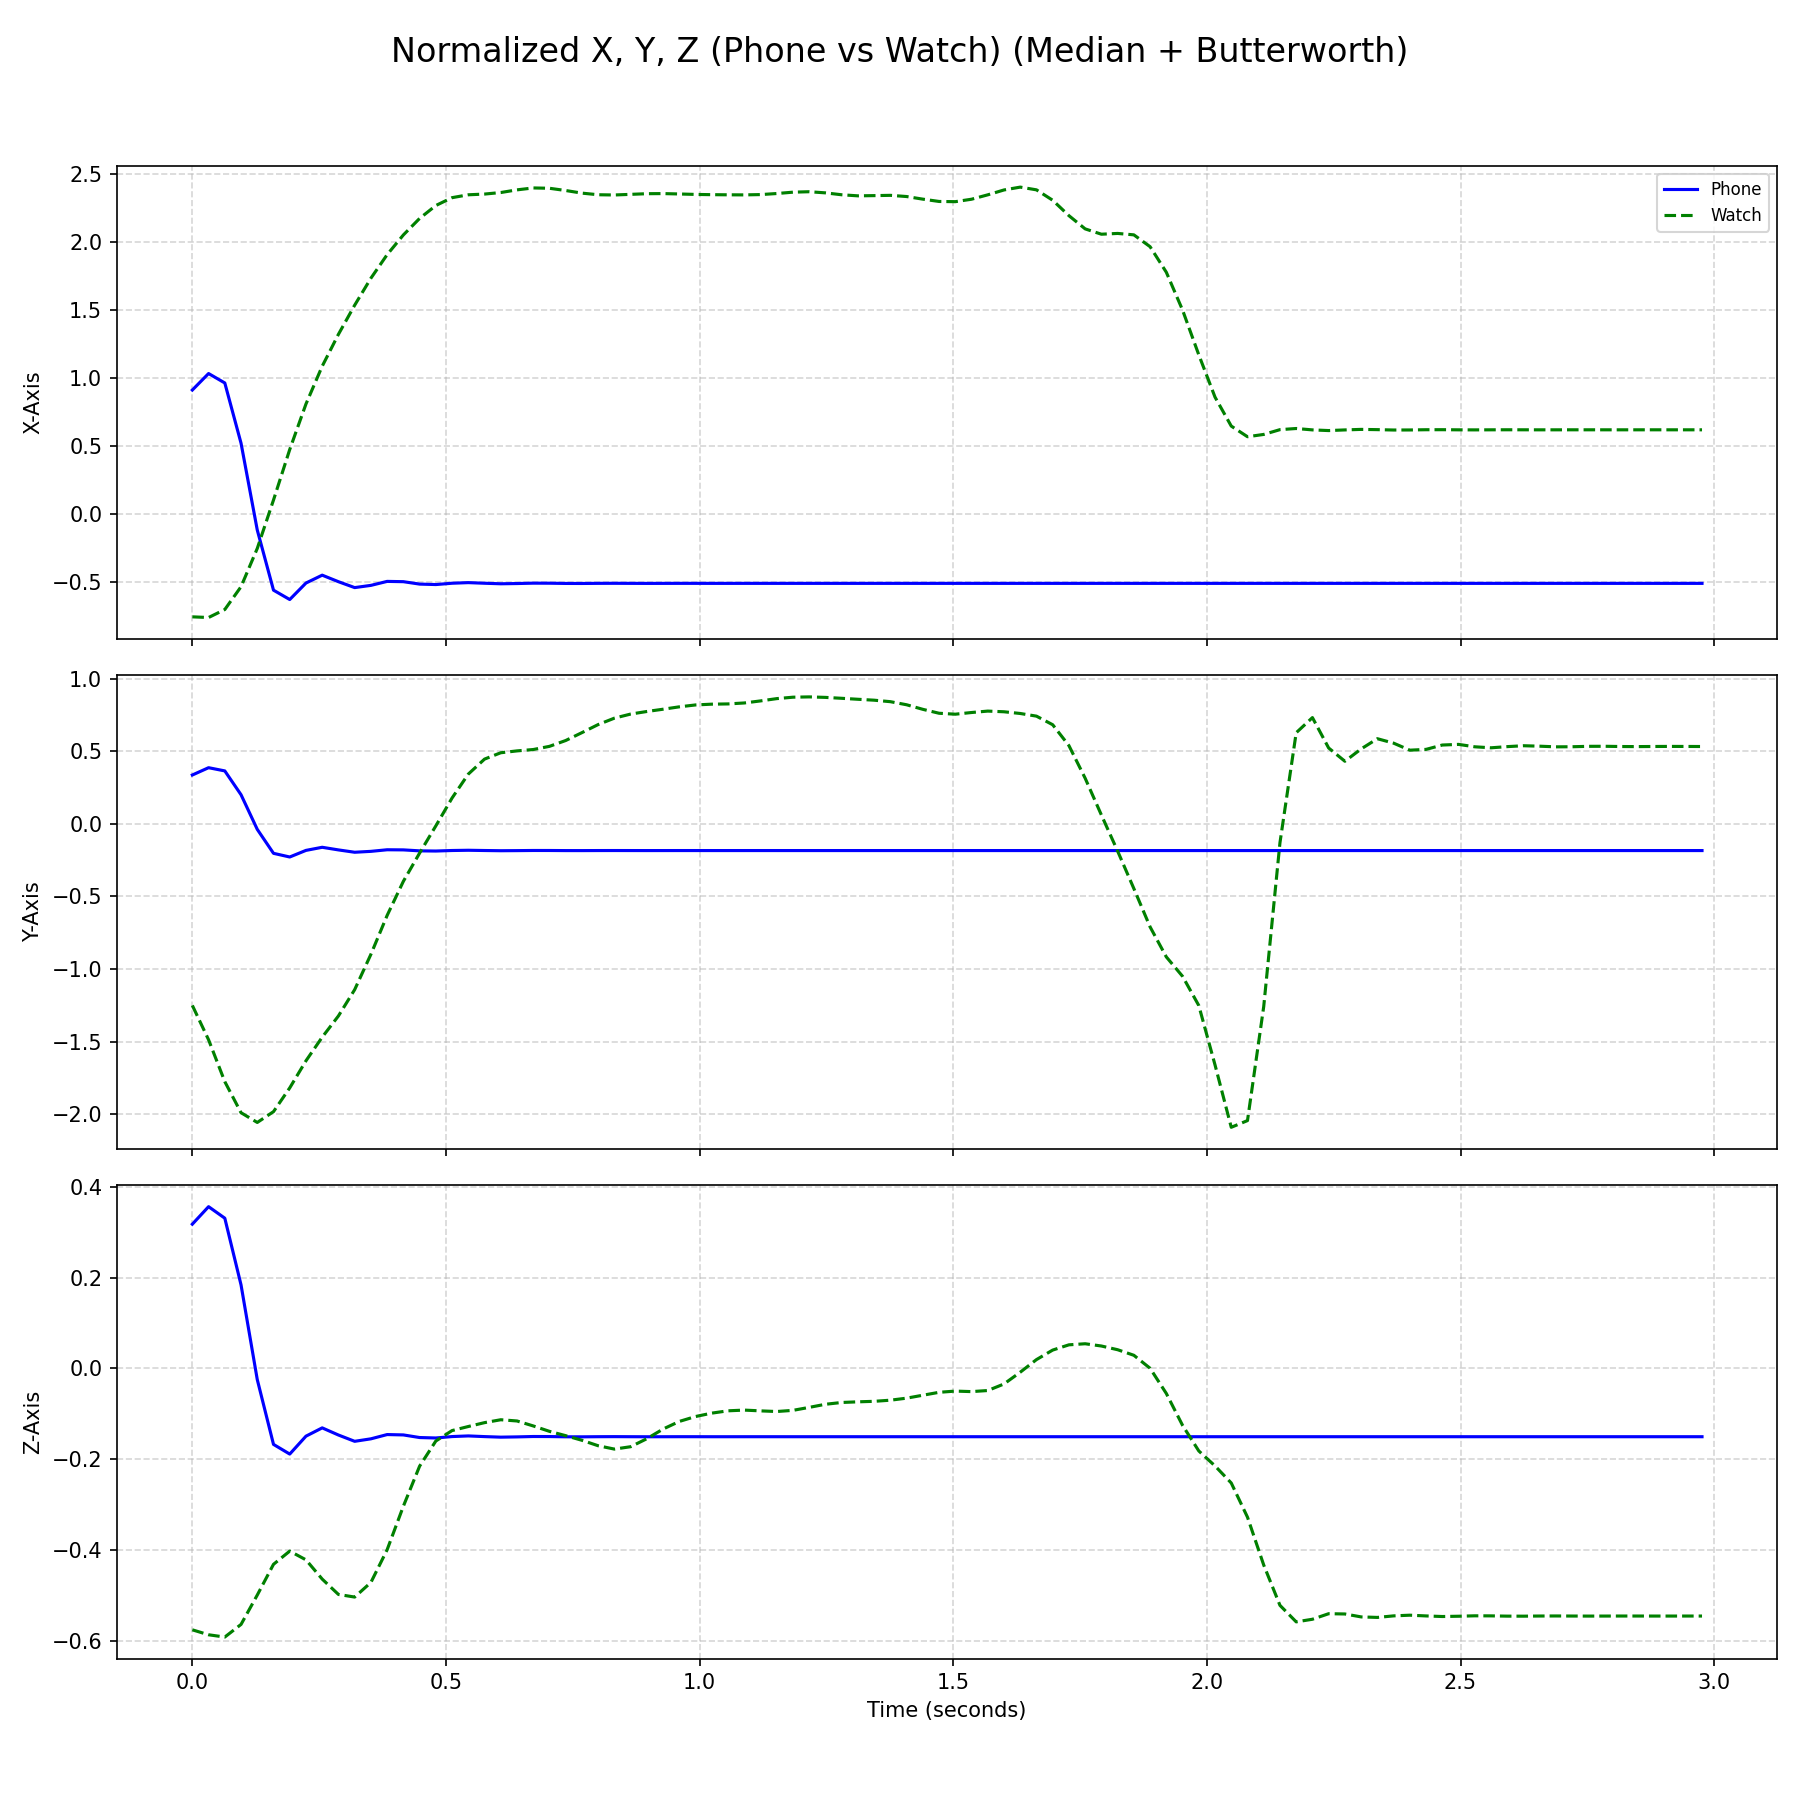 Normalized X, Y, Z (Phone vs Watch) (Median + Butterworth)
Phone
Watch
X-Axis
2.5
2.0
1.5
1.0
0.5
0.0
−0.5
Y-Axis
1.0
0.5
0.0
−0.5
−1.0
−1.5
−2.0
Z-Axis
0.4
0.2
0.0
−0.2
−0.4
−0.6
0.0 0.5 1.0 1.5 2.0 2.5 3.0
Time (seconds)